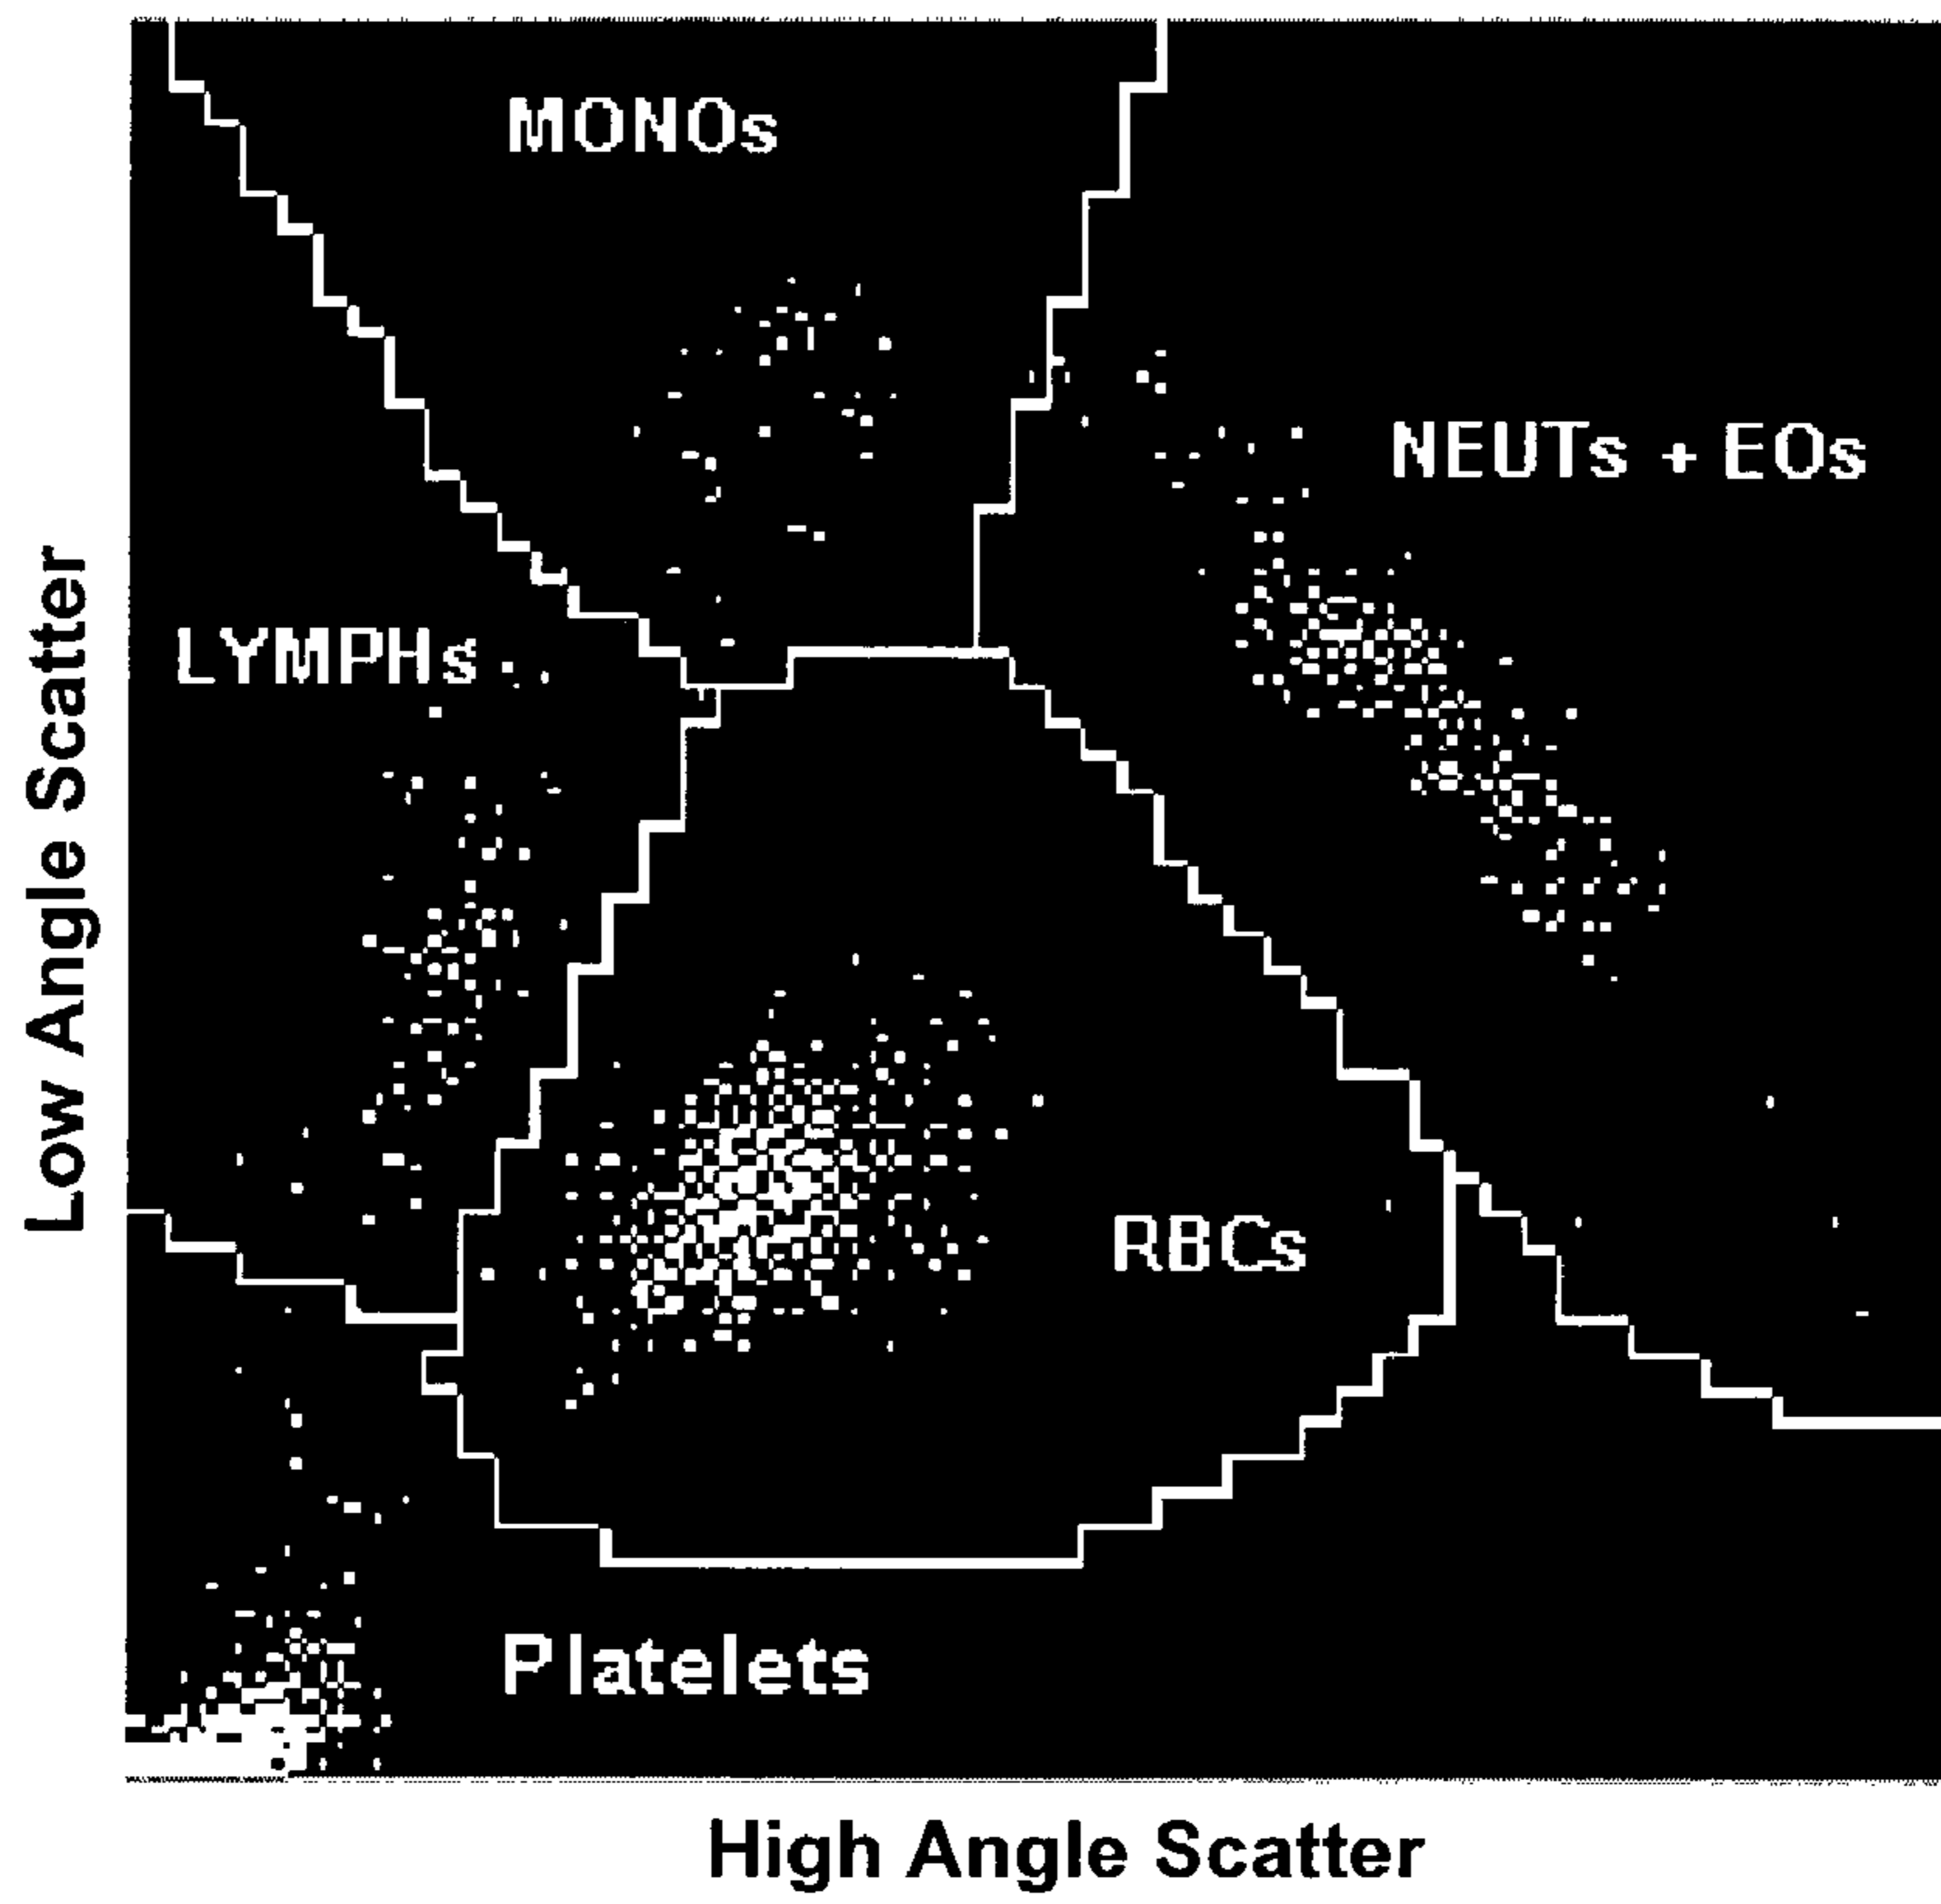 MONOs
NEUTs + EOs
LYMPHs
RBCs
Platelets
Low Angle Scatter
High Angle Scatter